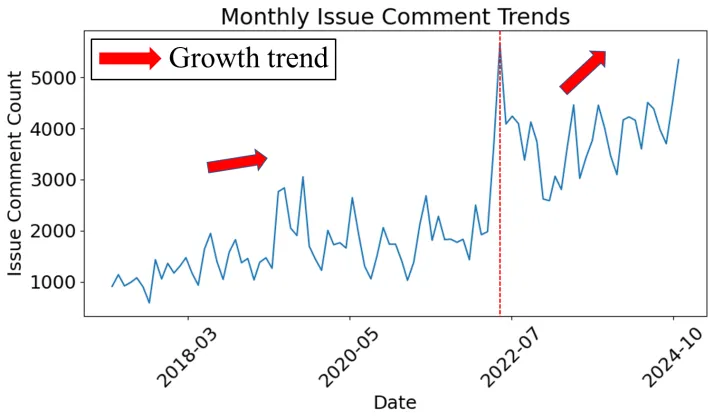 Monthly Issue Comment Trends
Growth trend
Issue Comment Count
5000
4000
3000
2000
1000
2018-03
2020-05
2022-07
2024-10
Date